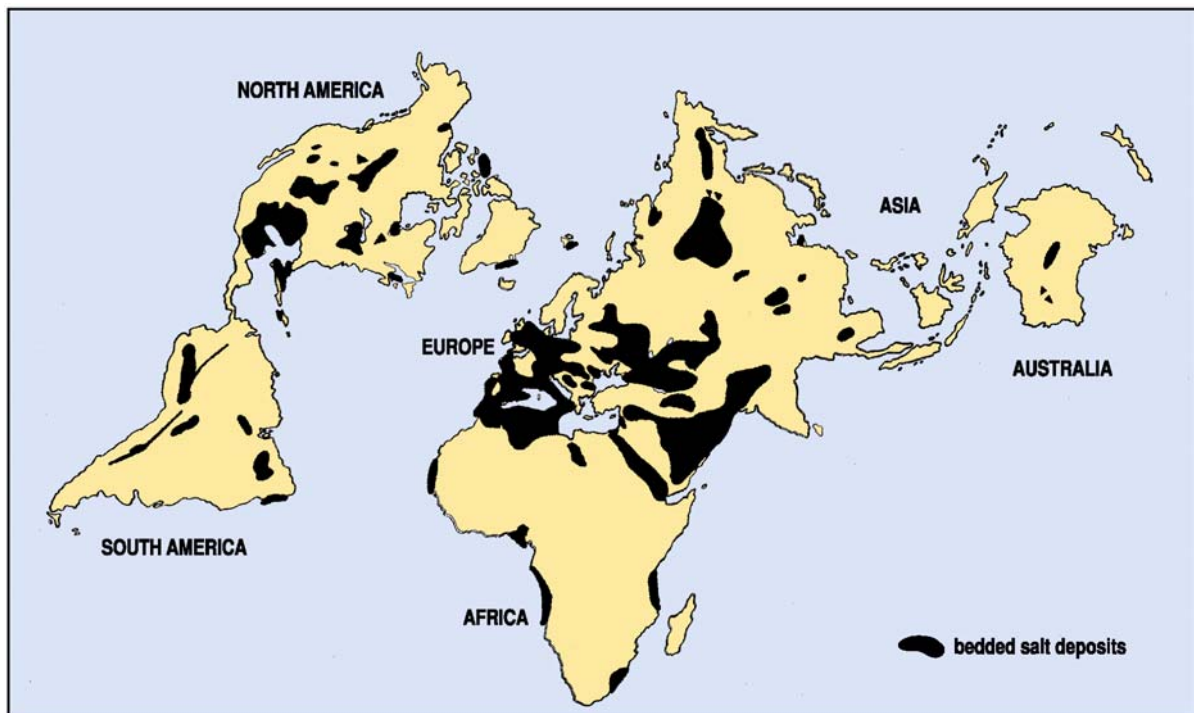 NORTH AMERICA
ASIA
EUROPE
AUSTRALIA
SOUTH AMERICA
AFRICA
bedded salt deposits